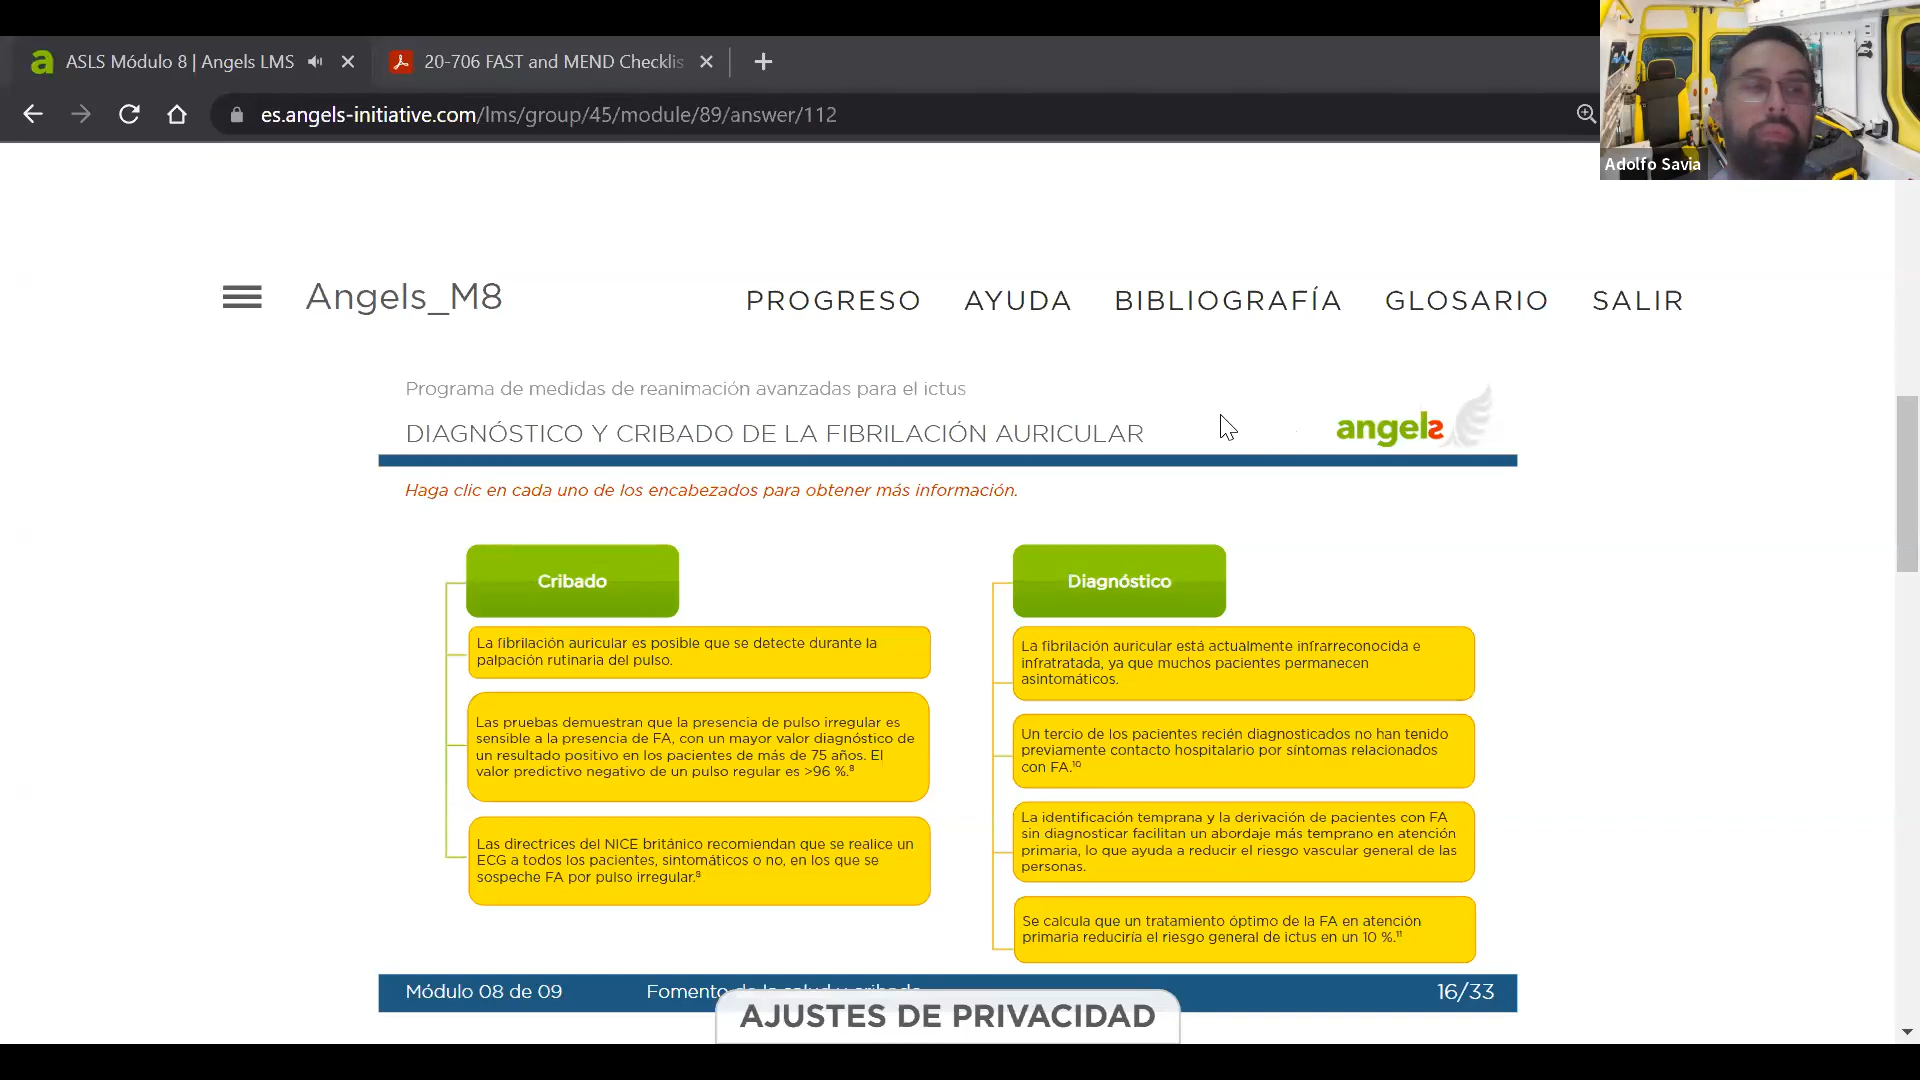 ASLS Módulo 8 | Angels LMS
20-706 FAST and MEND Checklis
es.angels-initiative.com/lms/group/45/module/89/answer/112
Adolfo Savia
Angels_M8
PROGRESO AYUDA BIBLIOGRAFÍA GLOSARIO SALIR
Programa de medidas de reanimación avanzadas para el ictus
DIAGNÓSTICO Y CRIBADO DE LA FIBRILACIÓN AURICULAR
angels
Haga clic en cada uno de los encabezados para obtener más información.
Cribado
La fibrilación auricular es posible que se detecte durante la
palpación rutinaria del pulso.
Las pruebas demuestran que la presencia de pulso irregular es
sensible a la presencia de FA, con un mayor valor diagnóstico de
un resultado positivo en los pacientes de más de 75 años. El
valor predictivo negativo de un pulso regular es >96 %.⁸
Las directrices del NICE británico recomiendan que se realice un
ECG a todos los pacientes, sintomáticos o no, en los que se
sospeche FA por pulso irregular.⁸
Diagnóstico
La fibrilación auricular está actualmente infrarreconocida e
infratratada, ya que muchos pacientes permanecen
asintomáticos.
Un tercio de los pacientes recién diagnosticados no han tenido
previamente contacto hospitalario por síntomas relacionados
con FA.¹⁰
La identificación temprana y la derivación de pacientes con FA
sin diagnosticar facilitan un abordaje más temprano en atención
primaria, lo que ayuda a reducir el riesgo vascular general de las
personas.
Se calcula que un tratamiento óptimo de la FA en atención
primaria reduciría el riesgo general de ictus en un 10 %.¹¹
Módulo 08 de 09
Fomento de la salud y cribado
16/33
AJUSTES DE PRIVACIDAD